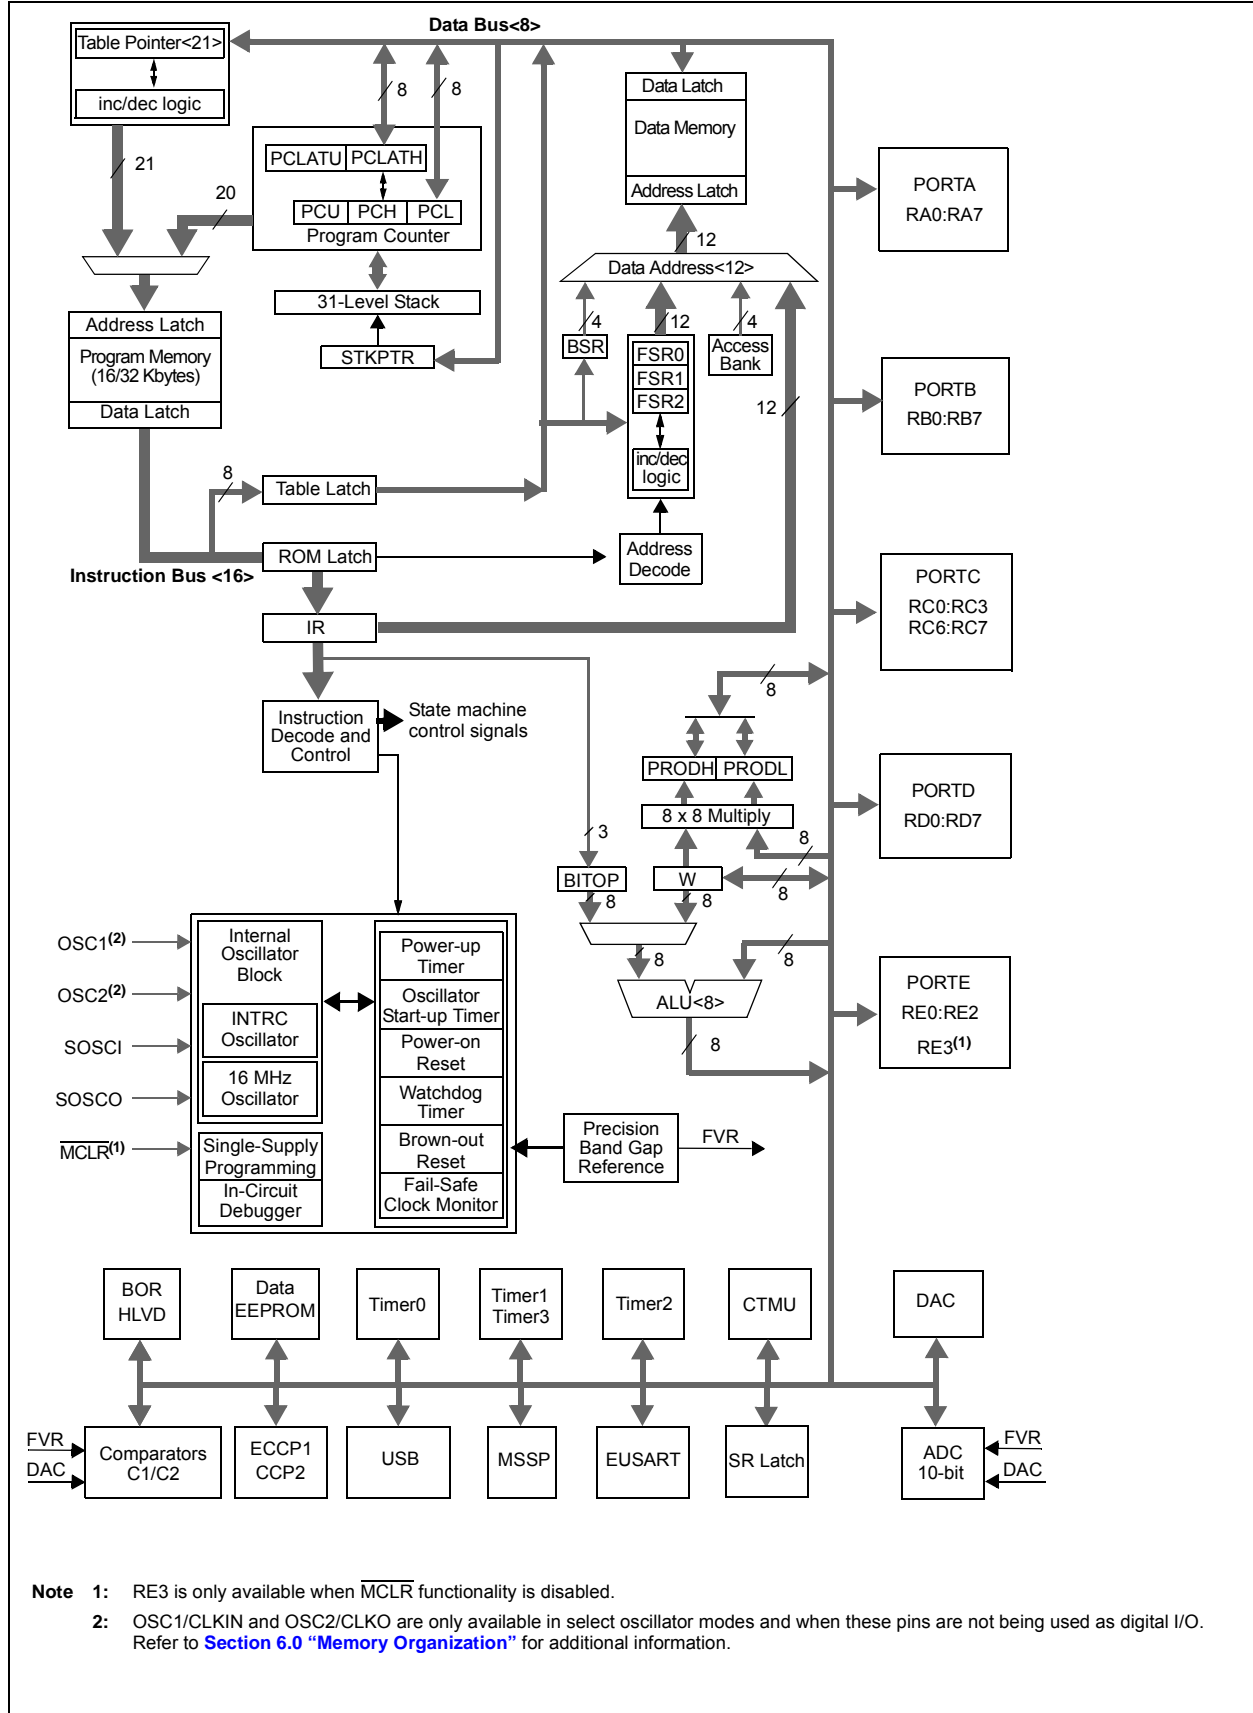 Data Bus<8>
Table Pointer<21>
inc/dec logic
21
20
8
8
PCLATU
PCLATH
PCU
PCH
PCL
Program Counter
31-Level Stack
STKPTR
Address Latch
Program Memory
(16/32 Kbytes)
Data Latch
8
Table Latch
ROM Latch
Instruction Bus <16>
IR
Data Latch
Data Memory
Address Latch
12
Data Address<12>
4
12
4
BSR
FSR0
FSR1
FSR2
inc/dec
logic
Access
Bank
12
Address
Decode
Instruction
Decode and
Control
State machine
control signals
8
PRODH
PRODL
8 x 8 Multiply
3
8
BITOP
W
8
8
8
8
8
ALU<8>
8
PORTA
RA0:RA7
PORTB
RB0:RB7
PORTC
RC0:RC3
RC6:RC7
PORTD
RD0:RD7
PORTE
RE0:RE2
RE3(1)
OSC1(2)
OSC2(2)
SOSCI
SOSCO
MCLR(1)
Internal
Oscillator
Block
INTRC
Oscillator
16 MHz
Oscillator
Single-Supply
Programming
In-Circuit
Debugger
Power-up
Timer
Oscillator
Start-up Timer
Power-on
Reset
Watchdog
Timer
Brown-out
Reset
Fail-Safe
Clock Monitor
Precision
Band Gap
Reference
FVR
BOR
HLVD
Data
EEPROM
Timer0
Timer1
Timer3
Timer2
CTMU
DAC
FVR
DAC
Comparators
C1/C2
ECCP1
CCP2
USB
MSSP
EUSART
SR Latch
ADC
10-bit
FVR
DAC
Note 1: RE3 is only available when MCLR functionality is disabled.
2: OSC1/CLKIN and OSC2/CLKO are only available in select oscillator modes and when these pins are not being used as digital I/O.
Refer to Section 6.0 “Memory Organization” for additional information.